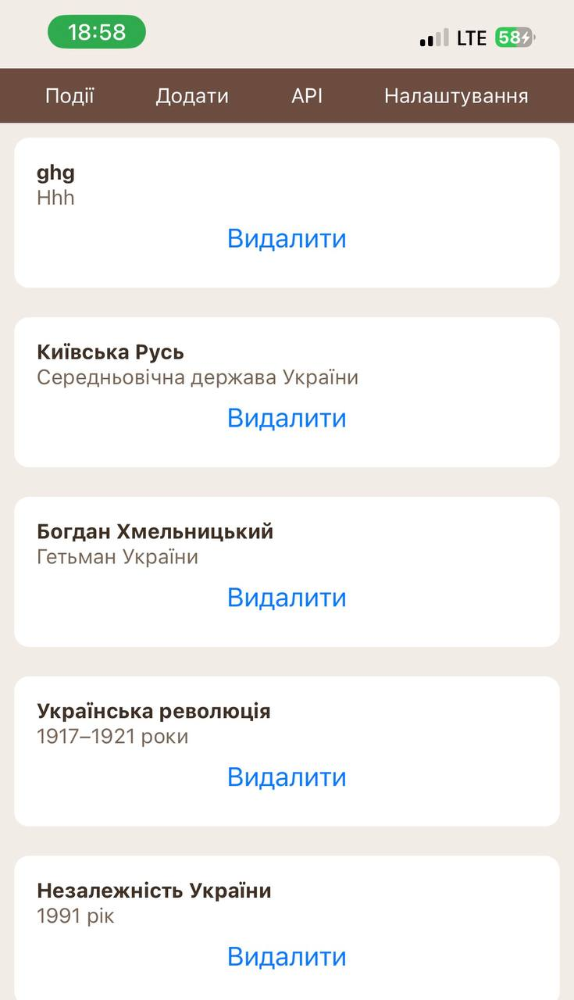 18:58 LTE 58
Події Додати API Налаштування
ghg
Hhh
Видалити
Київська Русь
Середньовічна держава України
Видалити
Богдан Хмельницький
Гетьман України
Видалити
Українська революція
1917–1921 роки
Видалити
Незалежність України
1991 рік
Видалити